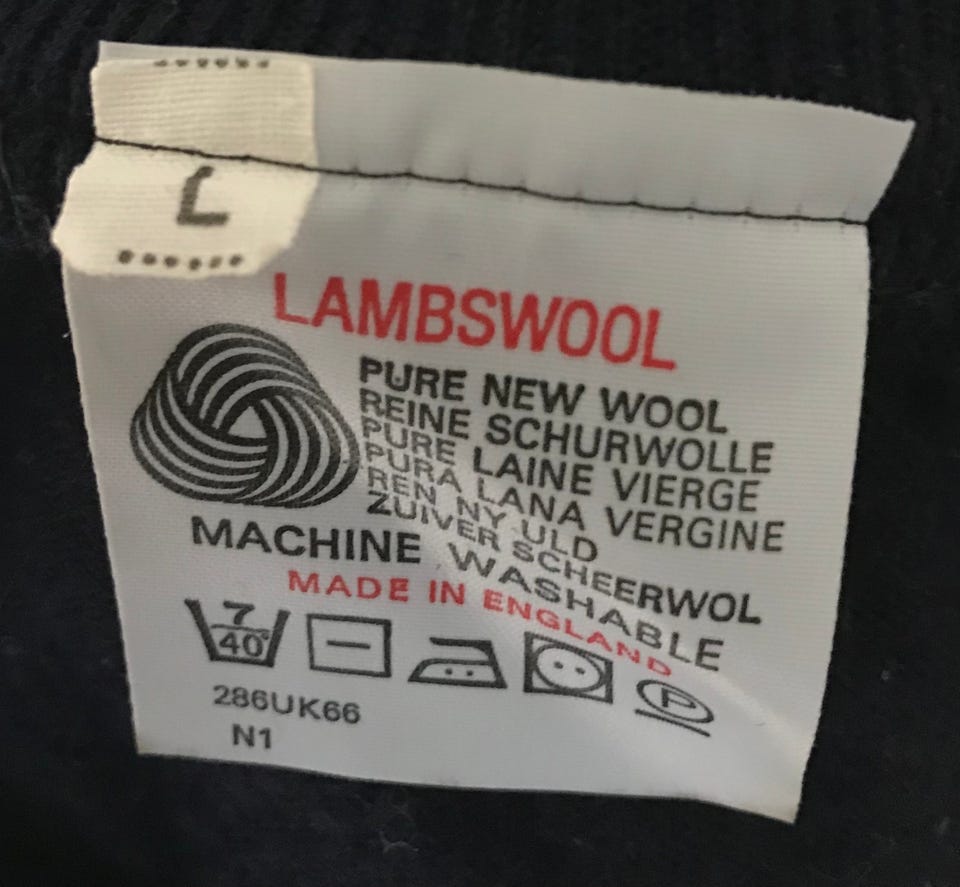 L
LAMBSWOOL
PURE NEW WOOL
REINE SCHURWOLLE
PURE LAINE VIERGE
PURA LANA VERGINE
REN NY ULD
ZUIVER SCHEERWOL
MACHINE WASHABLE
MADE IN ENGLAND
7
40°
P
286UK66
N1